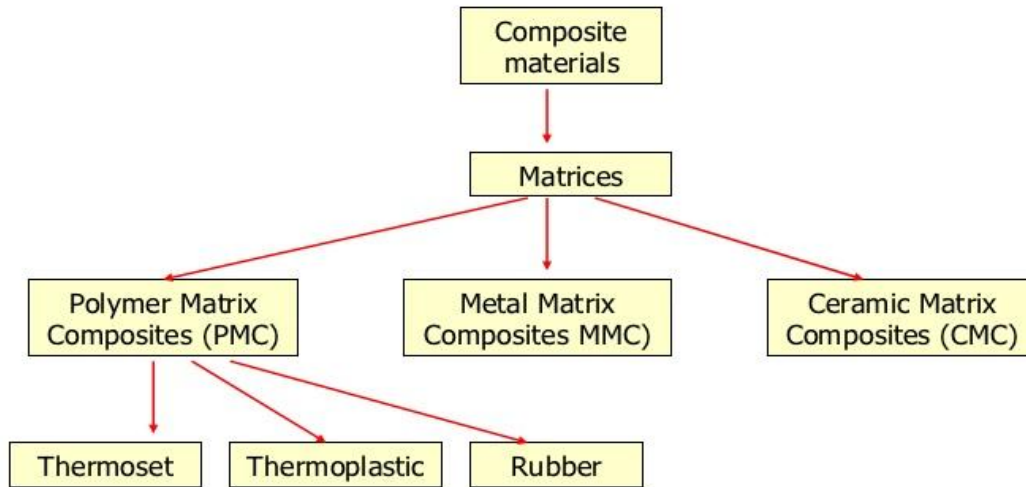 Composite
materials
Matrices
Polymer Matrix
Composites (PMC)
Metal Matrix
Composites MMC)
Ceramic Matrix
Composites (CMC)
Thermoset
Thermoplastic
Rubber